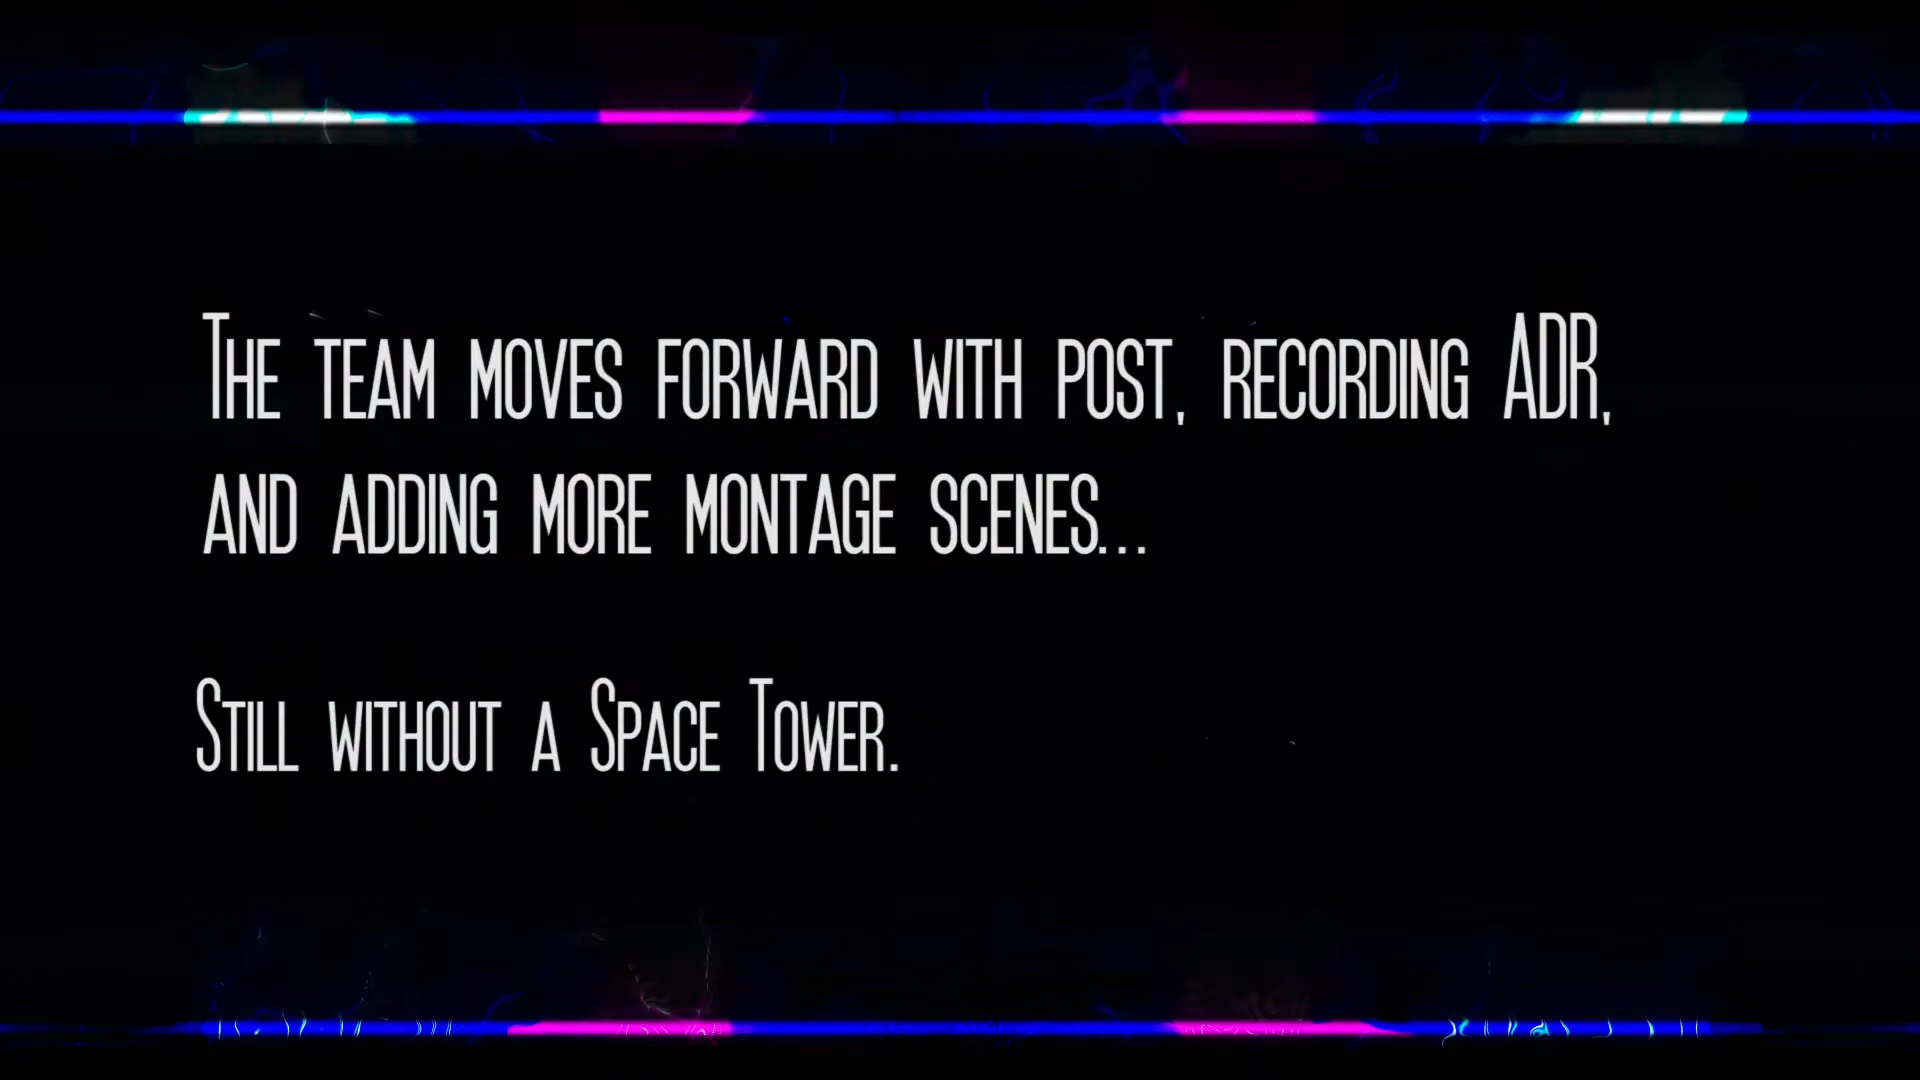 The team moves forward with post, recording ADR,
and adding more montage scenes...
Still without a Space Tower.